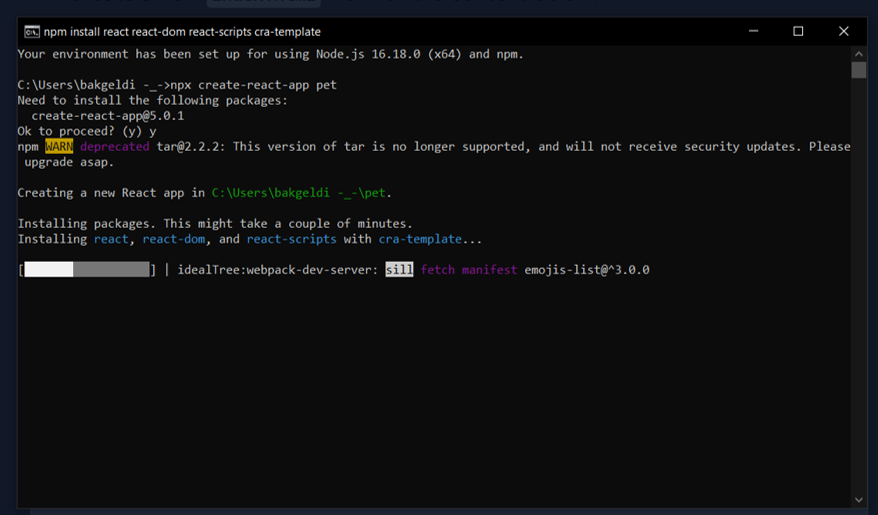 npm install react react-dom react-scripts cra-template
Your environment has been set up for using Node.js 16.18.0 (x64) and npm.
C:\Users\bakgeldi -_->npx create-react-app pet
Need to install the following packages:
create-react-app@5.0.1
Ok to proceed? (y) y
npm WARN deprecated tar@2.2.2: This version of tar is no longer supported, and will not receive security updates. Please
upgrade asap.
Creating a new React app in C:\Users\bakgeldi -_-\pet.
Installing packages. This might take a couple of minutes.
Installing react, react-dom, and react-scripts with cra-template...
[                  ] | idealTree:webpack-dev-server: sill fetch manifest emojis-list@^3.0.0